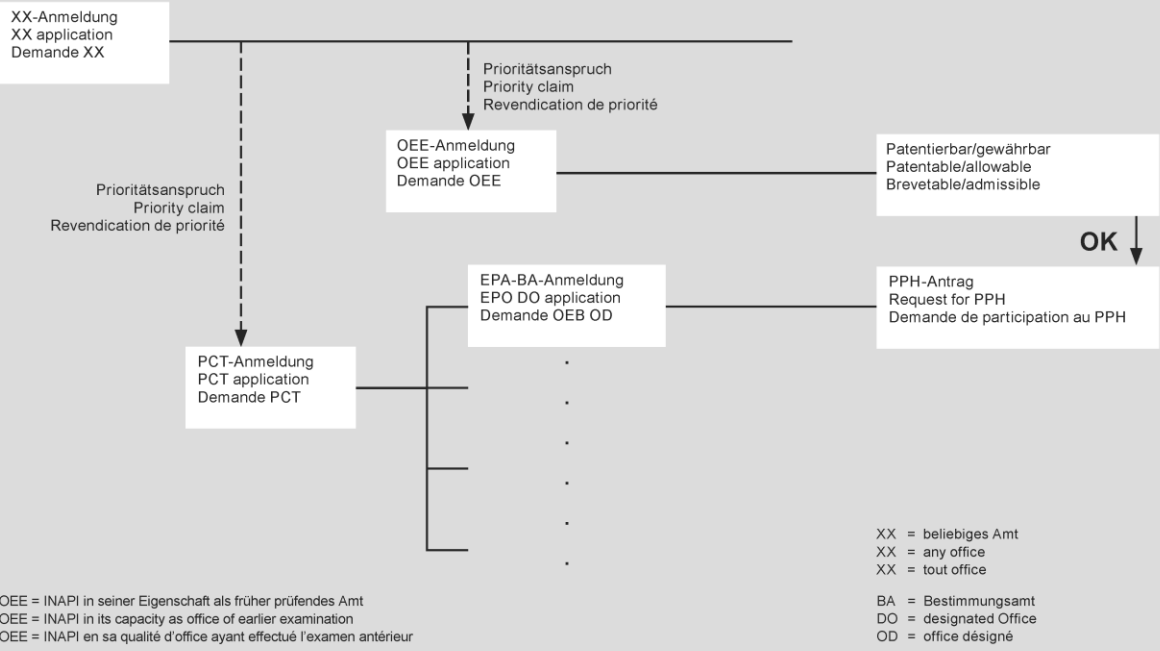 XX-Anmeldung
XX application
Demande XX
Prioritätsanspruch
Priority claim
Revendication de priorité
OEE-Anmeldung
OEE application
Demande OEE
Patentierbar/gewährbar
Patentable/allowable
Brevetable/admissible
Prioritätsanspruch
Priority claim
Revendication de priorité
OK
EPA-BA-Anmeldung
EPO DO application
Demande OEB OD
PPH-Antrag
Request for PPH
Demande de participation au PPH
PCT-Anmeldung
PCT application
Demande PCT
XX = beliebiges Amt
XX = any office
XX = tout office
OEE = INAPI in seiner Eigenschaft als früher prüfendes Amt
OEE = INAPI in its capacity as office of earlier examination
OEE = INAPI en sa qualité d'office ayant effectué l'examen antérieur
BA = Bestimmungsamt
DO = designated Office
OD = office désigné